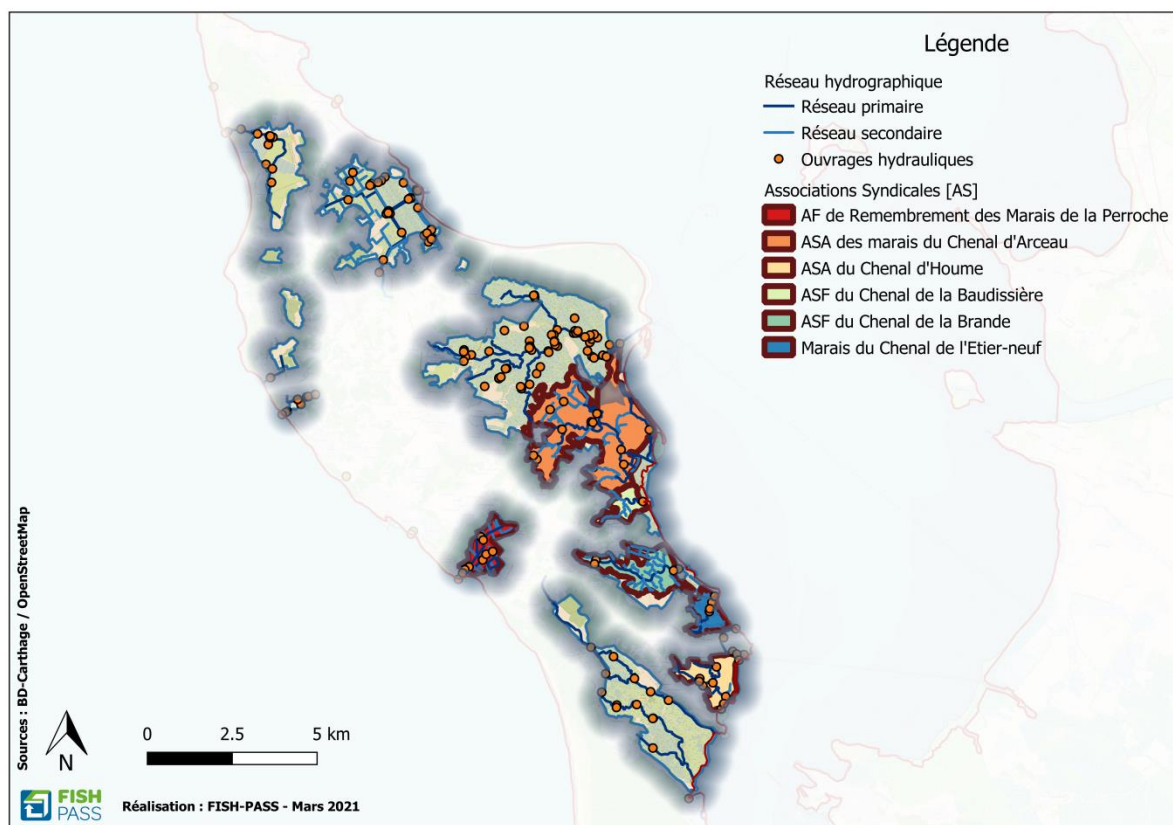 Légende
Réseau hydrographique
Réseau primaire
Réseau secondaire
Ouvrages hydrauliques
Associations Syndicales [AS]
AF de Remembrement des Marais de la Perroche
ASA des marais du Chenal d'Arceau
ASA du Chenal d'Houme
ASF du Chenal de la Baudissière
ASF du Chenal de la Brande
Marais du Chenal de l'Etier-neuf
Sources : BD-Carthage / OpenStreetMap
N
0 2.5 5 km
FISH
PASS
Réalisation : FISH-PASS - Mars 2021